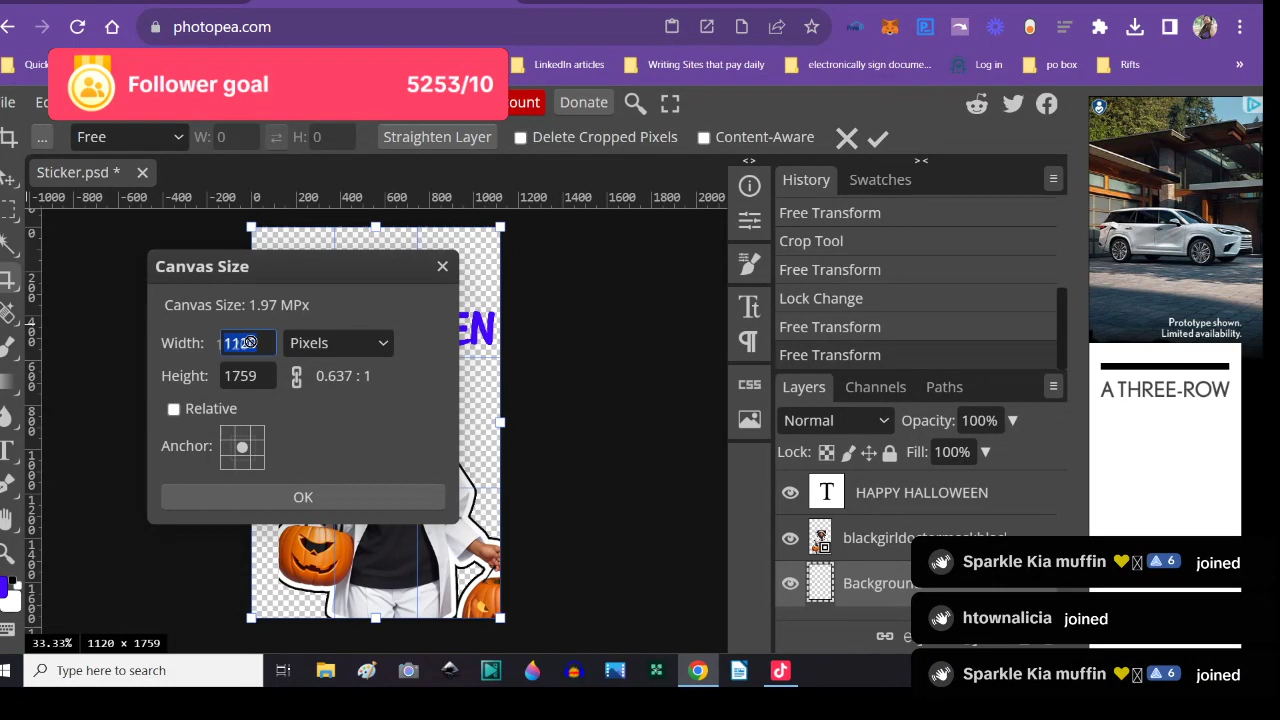 photopea.com
Quick
LinkedIn articles
Writing Sites that pay daily
electronically sign docume...
Log in
po box
Rifts
»
Follower goal
5253/10
ile
Ed
ount
Donate
...
Free
W: 0
H: 0
Straighten Layer
Delete Cropped Pixels
Content-Aware
Sticker.psd *
<>
><
-1000
-800
-600
-400
-200
0
200
400
600
800
1000
1200
1400
1600
1800
2000
History
Swatches
Free Transform
Crop Tool
Free Transform
Lock Change
Free Transform
Free Transform
Canvas Size
Canvas Size: 1.97 MPx
Width:
1120
Pixels
Height:
1759
0.637 : 1
Relative
Anchor:
OK
EN
CSS
Layers
Channels
Paths
Normal
Opacity:
100%
Lock:
Fill:
100%
T
HAPPY HALLOWEEN
Background
33.33%
1120 x 1759
Prototype shown.
Limited availability.
A THREE-ROW
Sparkle Kia muffin
6
joined
htownalicia
joined
Sparkle Kia muffin
6
joined
Type here to search